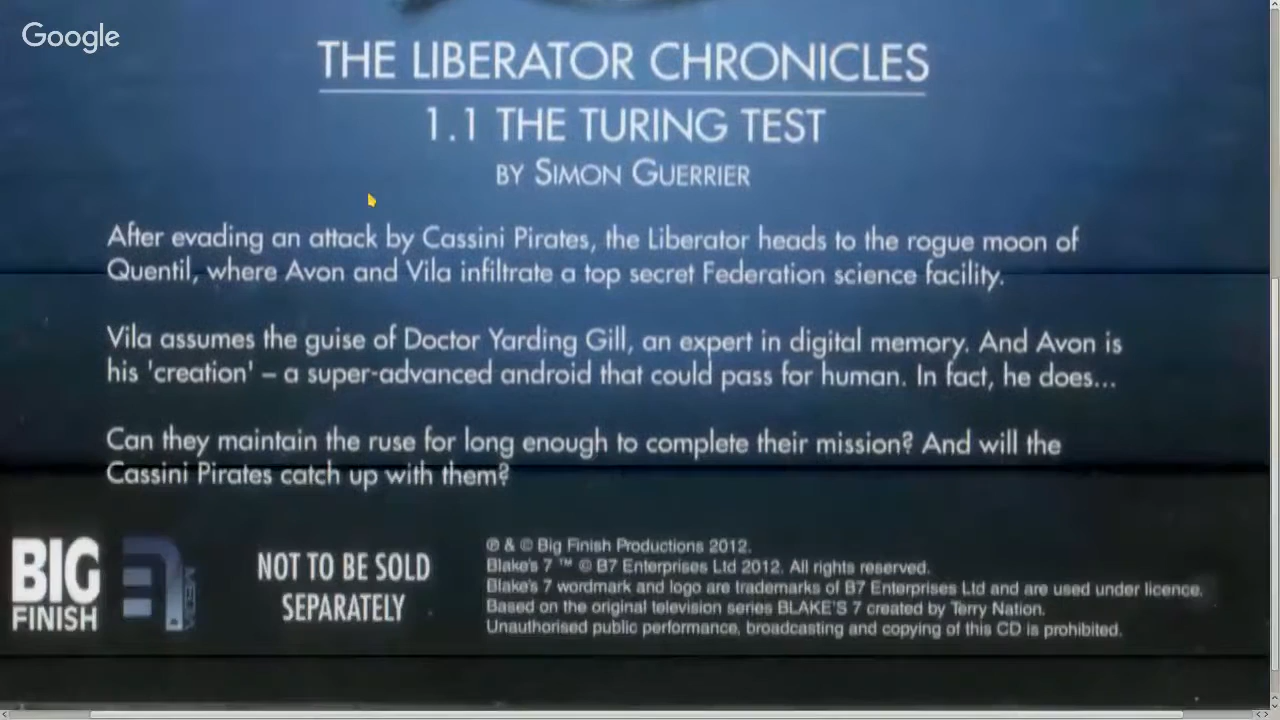 Google
THE LIBERATOR CHRONICLES
1.1 THE TURING TEST
BY SIMON GUERRIER
After evading an attack by Cassini Pirates, the Liberator heads to the rogue moon of
Quentil, where Avon and Vila infiltrate a top secret Federation science facility.
Vila assumes the guise of Doctor Yarding Gill, an expert in digital memory. And Avon is
his 'creation' – a super-advanced android that could pass for human. In fact, he does...
Can they maintain the ruse for long enough to complete their mission? And will the
Cassini Pirates catch up with them?
BIG
FINISH
MEDIA
NOT TO BE SOLD
SEPARATELY
℗ & © Big Finish Productions 2012.
Blake's 7 ™ © B7 Enterprises Ltd 2012. All rights reserved.
Blake's 7 wordmark and logo are trademarks of B7 Enterprises Ltd and are used under licence.
Based on the original television series BLAKE'S 7 created by Terry Nation.
Unauthorised public performance, broadcasting and copying of this CD is prohibited.